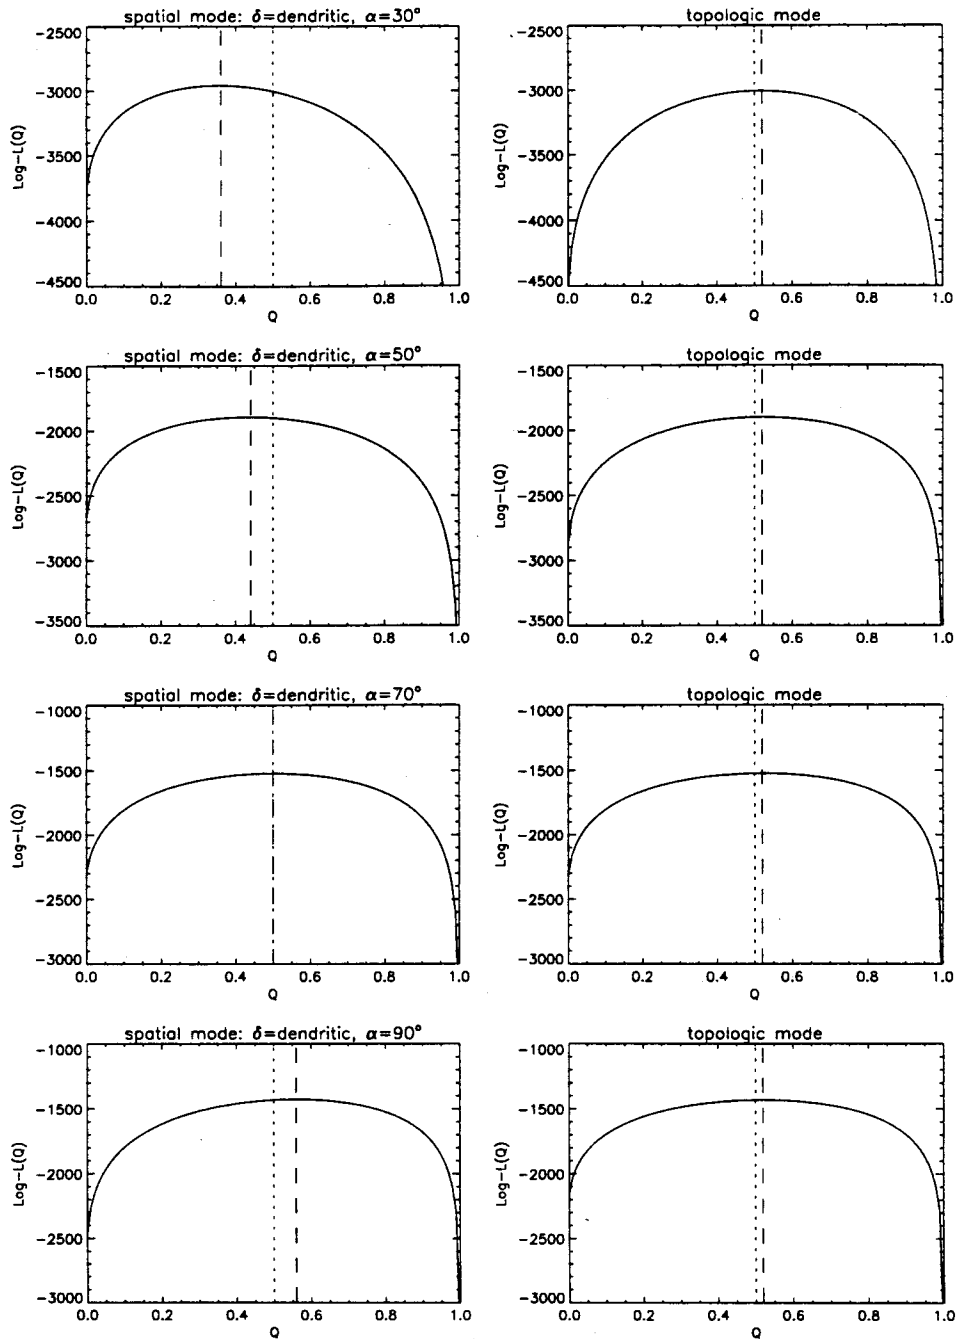 spatial mode: δ=dendritic, α=30°
-2500
-3000
-3500
-4000
-4500
Log-L(Q)
0.0 0.2 0.4 0.6 0.8 1.0
Q
topologic mode
-2500
-3000
-3500
-4000
-4500
Log-L(Q)
0.0 0.2 0.4 0.6 0.8 1.0
Q
spatial mode: δ=dendritic, α=50°
-1500
-2000
-2500
-3000
-3500
Log-L(Q)
0.0 0.2 0.4 0.6 0.8 1.0
Q
topologic mode
-1500
-2000
-2500
-3000
-3500
Log-L(Q)
0.0 0.2 0.4 0.6 0.8 1.0
Q
spatial mode: δ=dendritic, α=70°
-1000
-1500
-2000
-2500
-3000
Log-L(Q)
0.0 0.2 0.4 0.6 0.8 1.0
Q
topologic mode
-1000
-1500
-2000
-2500
-3000
Log-L(Q)
0.0 0.2 0.4 0.6 0.8 1.0
Q
spatial mode: δ=dendritic, α=90°
-1000
-1500
-2000
-2500
-3000
Log-L(Q)
0.0 0.2 0.4 0.6 0.8 1.0
Q
topologic mode
-1000
-1500
-2000
-2500
-3000
Log-L(Q)
0.0 0.2 0.4 0.6 0.8 1.0
Q